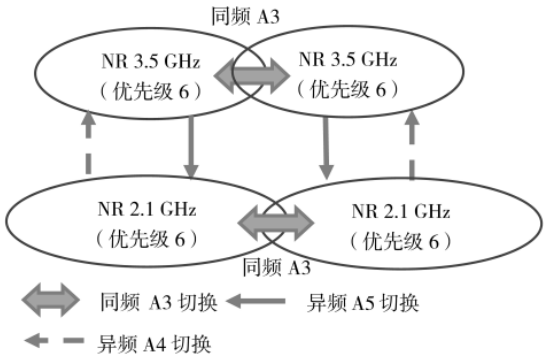 同频 A3
NR 3.5 GHz
（优先级 6）
NR 3.5 GHz
（优先级 6）
NR 2.1 GHz
（优先级 6）
NR 2.1 GHz
（优先级 6）
同频 A3
同频 A3 切换
异频 A5 切换
异频 A4 切换